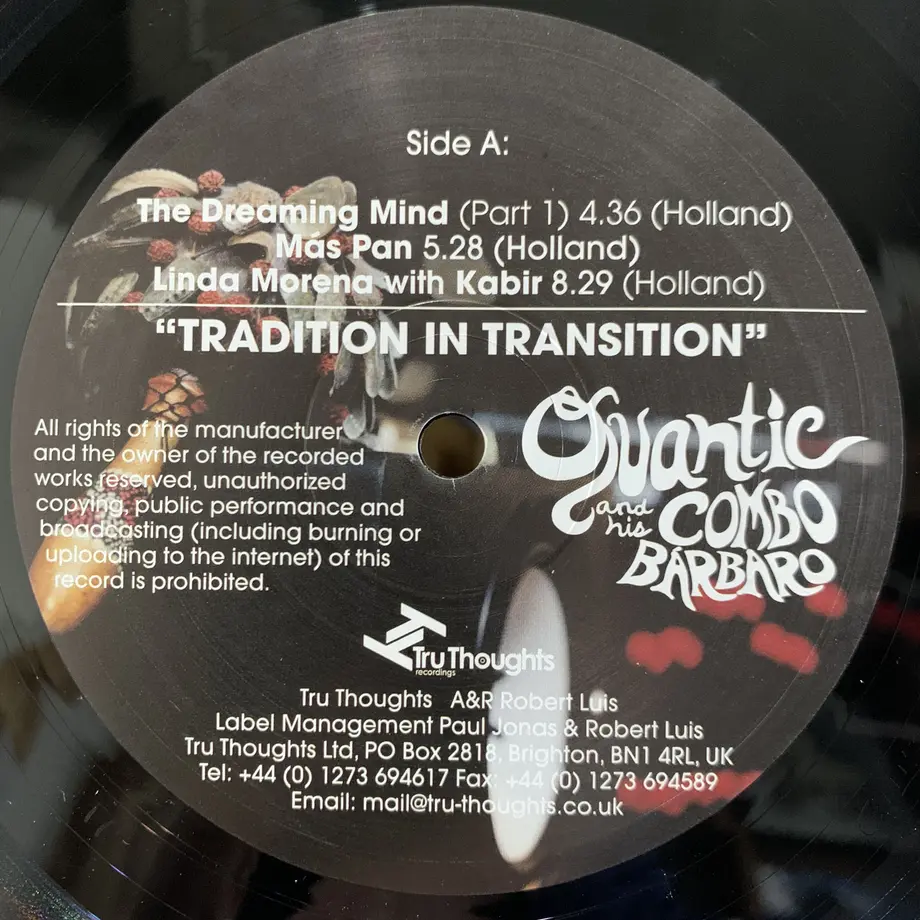 Side A:
The Dreaming Mind (Part 1) 4.36 (Holland)
Más Pan 5.28 (Holland)
Linda Morena with Kabir 8.29 (Holland)
“TRADITION IN TRANSITION”
All rights of the manufacturer
and the owner of the recorded
works reserved, unauthorized
copying, public performance and
broadcasting (including burning or
uploading to the internet) of this
record is prohibited.
Quantic
and his COMBO
BÁRBARO
Tru Thoughts
recordings
Tru Thoughts A&R Robert Luis
Label Management Paul Jonas & Robert Luis
Tru Thoughts Ltd, PO Box 2818, Brighton, BN1 4RL, UK
Tel: +44 (0) 1273 694617 Fax: +44 (0) 1273 694589
Email: mail@tru-thoughts.co.uk